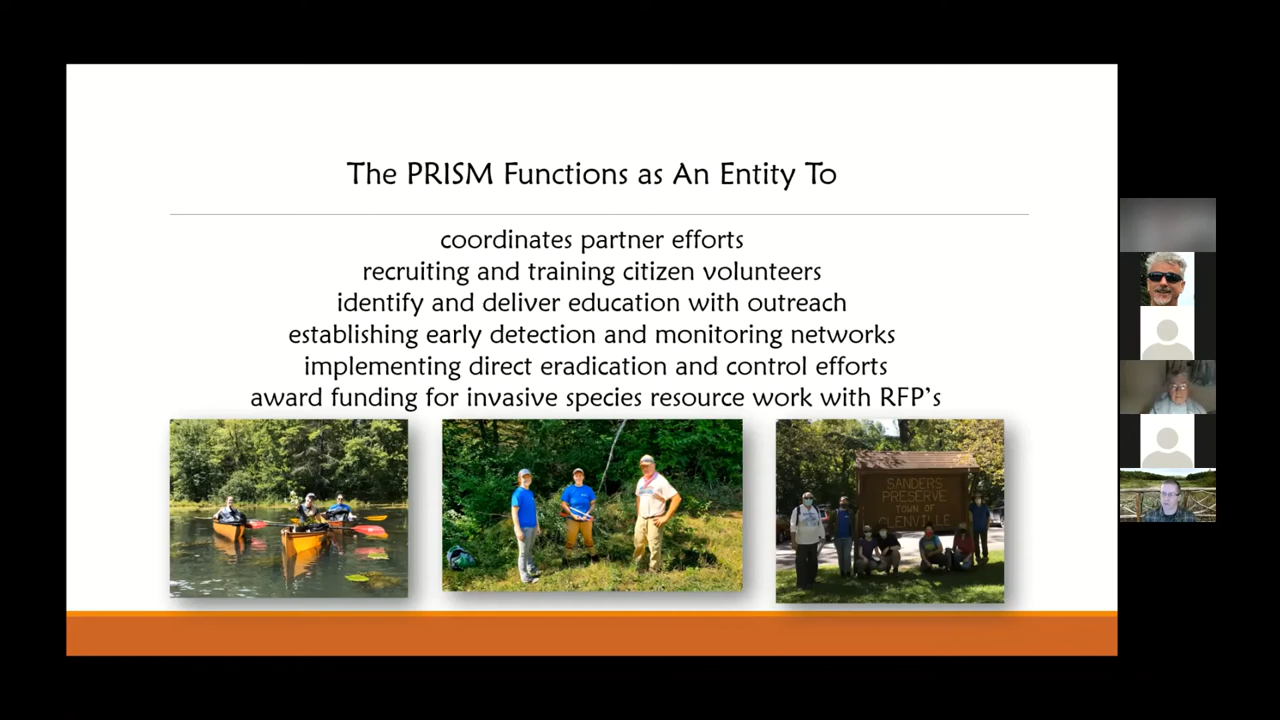 The PRISM Functions as An Entity To
coordinates partner efforts
recruiting and training citizen volunteers
identify and deliver education with outreach
establishing early detection and monitoring networks
implementing direct eradication and control efforts
award funding for invasive species resource work with RFP's
SANDERS
PRESERVE
TOWN OF
GLENVILLE